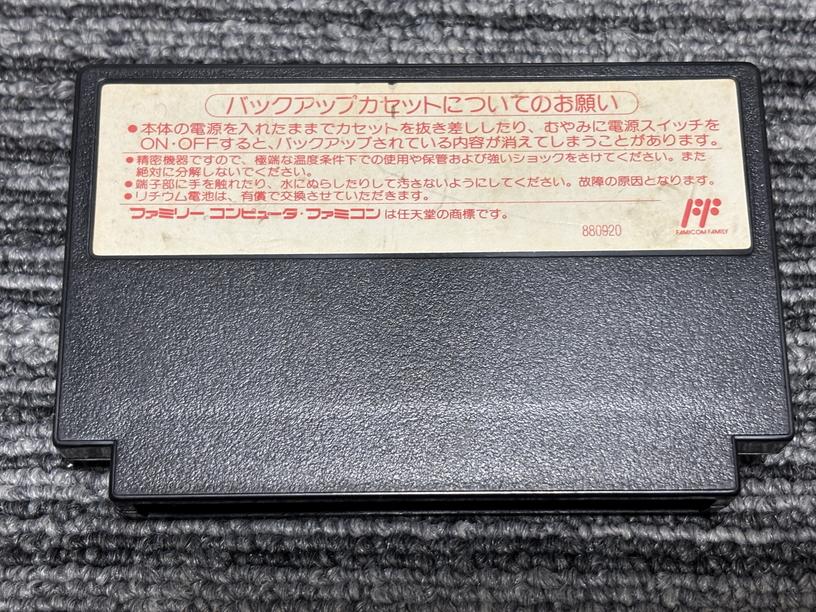 バックアップカセットについてのお願い
●本体の電源を入れたままでカセットを抜き差ししたり、むやみに電源スイッチを
ON・OFFすると、バックアップされている内容が消えてしまうことがあります。
●精密機器ですので、極端な温度条件下での使用や保管および強いショックをさけてください。また
絶対に分解しないでください。
●端子部に手を触れたり、水にぬらしたりして汚さないようにしてください。故障の原因となります。
●リチウム電池は、有償で交換させていただきます。
ファミリーコンピュータ・ファミコンは任天堂の商標です。
880920
FAMICOM FAMILY